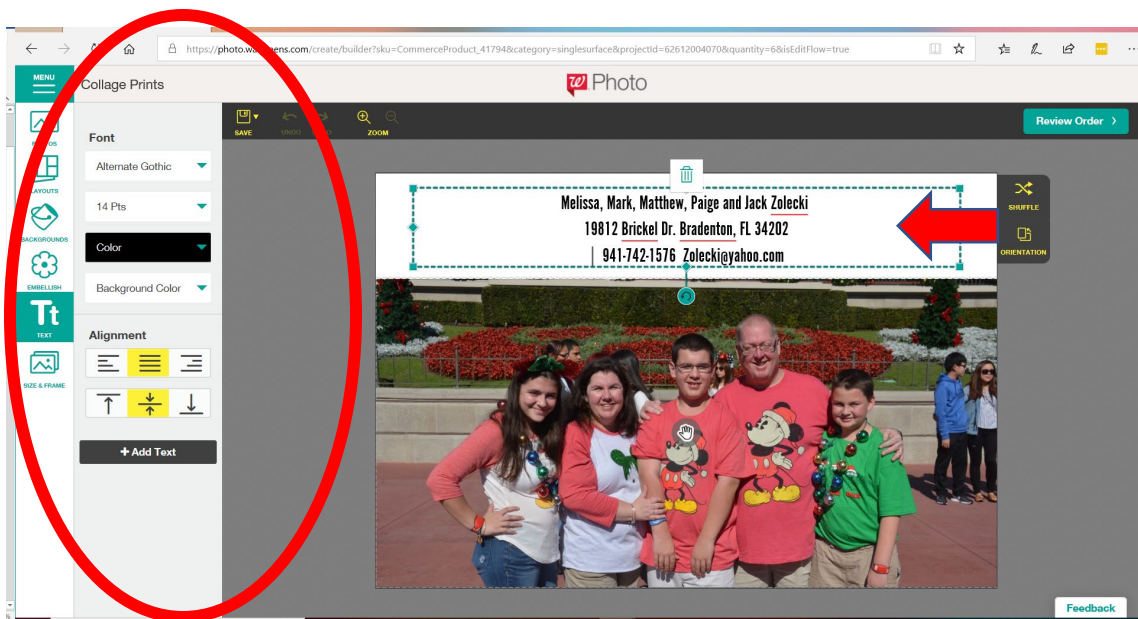 https://photo.wa ens.com/create/builder?sku=CommerceProduct_41794&category=singlesurface&projectId=62612004070&quantity=6&isEditFlow=true
MENU
Collage Prints
Photo
SAVE
UNDO
ZOOM
Review Order
Font
Alternate Gothic
14 Pts
Color
Background Color
Alignment
+ Add Text
LAYOUTS
BACKGROUNDS
EMBELLISH
Tt
TEXT
SIZE & FRAME
Melissa, Mark, Matthew, Paige and Jack Zolecki
19812 Brickel Dr. Bradenton, FL 34202
941-742-1576 Zolecki@yahoo.com
SHUFFLE
ORIENTATION
Feedback